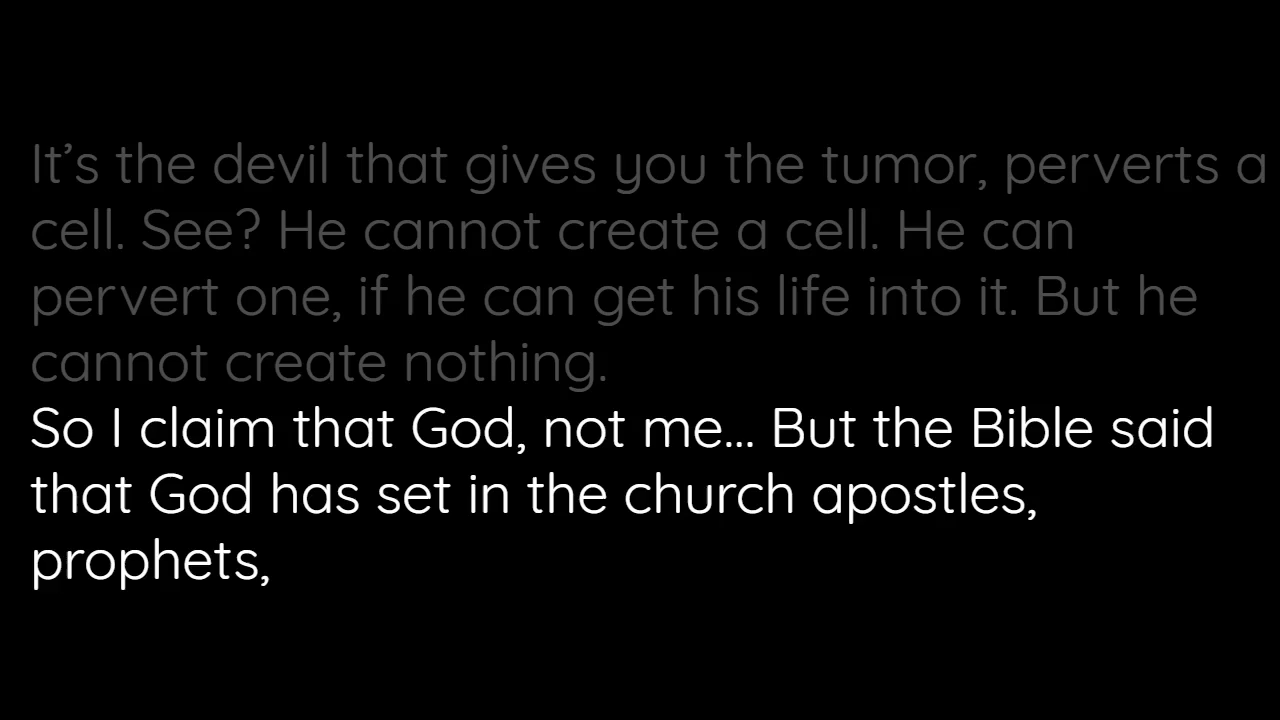 It’s the devil that gives you the tumor, perverts a
cell. See? He cannot create a cell. He can
pervert one, if he can get his life into it. But he
cannot create nothing.
So I claim that God, not me... But the Bible said
that God has set in the church apostles,
prophets,